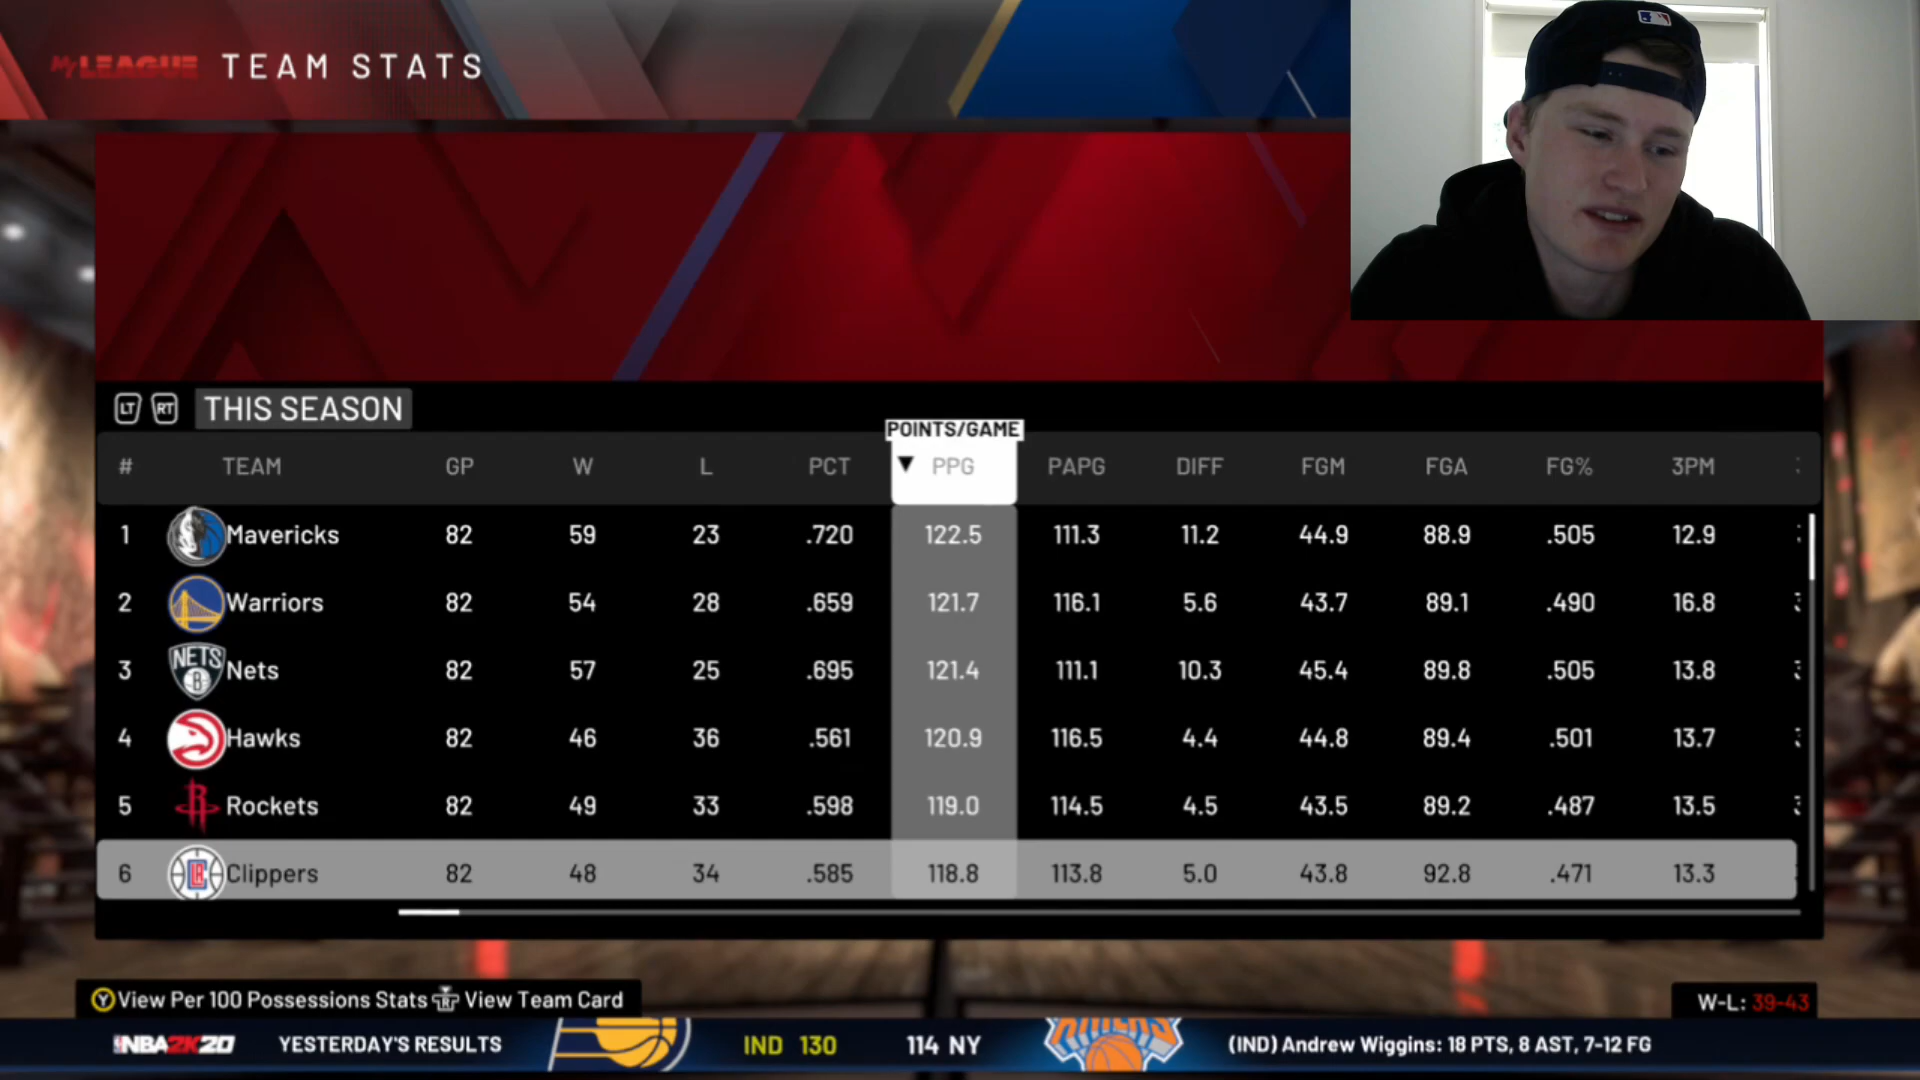 MyLEAGUE TEAM STATS
LT RT THIS SEASON
POINTS/GAME
# TEAM GP W L PCT PPG PAPG DIFF FGM FGA FG% 3PM
1 Mavericks 82 59 23 .720 122.5 111.3 11.2 44.9 88.9 .505 12.9
2 Warriors 82 54 28 .659 121.7 116.1 5.6 43.7 89.1 .490 16.8
3 NETS B Nets 82 57 25 .695 121.4 111.1 10.3 45.4 89.8 .505 13.8
4 Hawks 82 46 36 .561 120.9 116.5 4.4 44.8 89.4 .501 13.7
5 R Rockets 82 49 33 .598 119.0 114.5 4.5 43.5 89.2 .487 13.5
6 Clippers 82 48 34 .585 118.8 113.8 5.0 43.8 92.8 .471 13.3
Y View Per 100 Possessions Stats R View Team Card
W-L: 39-43
NBA2K20 YESTERDAY'S RESULTS IND 130 114 NY KNICKS (IND) Andrew Wiggins: 18 PTS, 8 AST, 7-12 FG